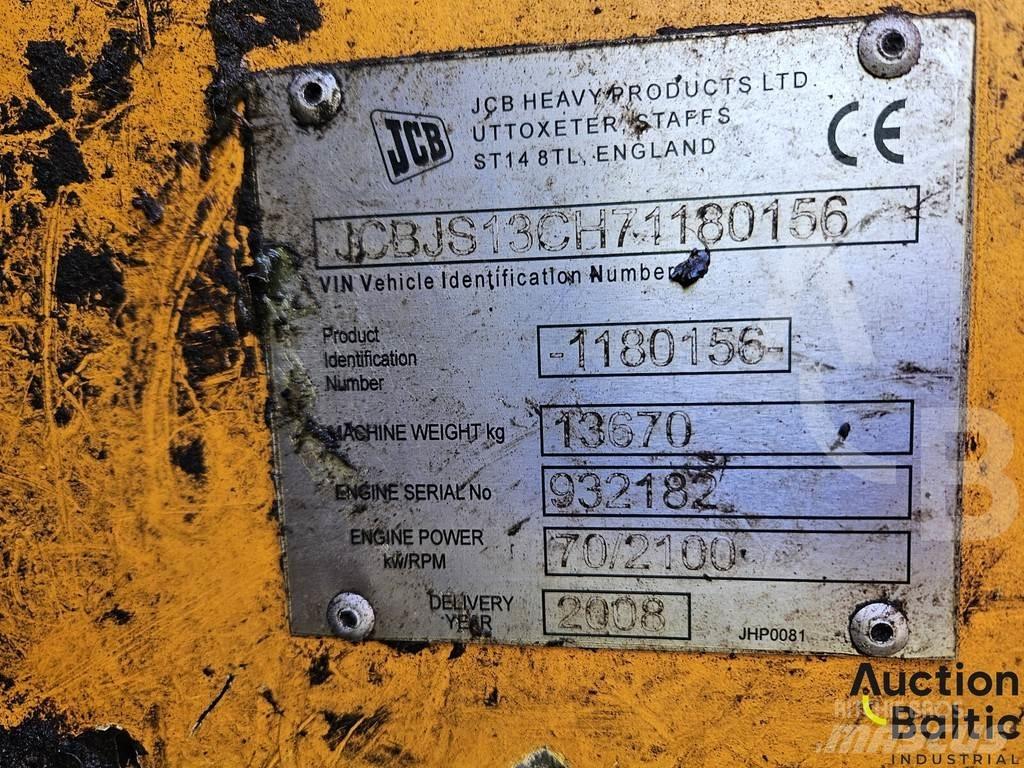 JCB
JCB HEAVY PRODUCTS LTD.
UTTOXETER, STAFFS
ST14 8TL, ENGLAND
CE
JCBJS13CH71180156
VIN Vehicle Identification Number
Product
Identification
Number
-1180156-
MACHINE WEIGHT kg
13670
ENGINE SERIAL No
932182
ENGINE POWER
kw/RPM
70/2100
DELIVERY
YEAR
2008
JHP0081
Auction
Baltic
INDUSTRIAL
MASCUS